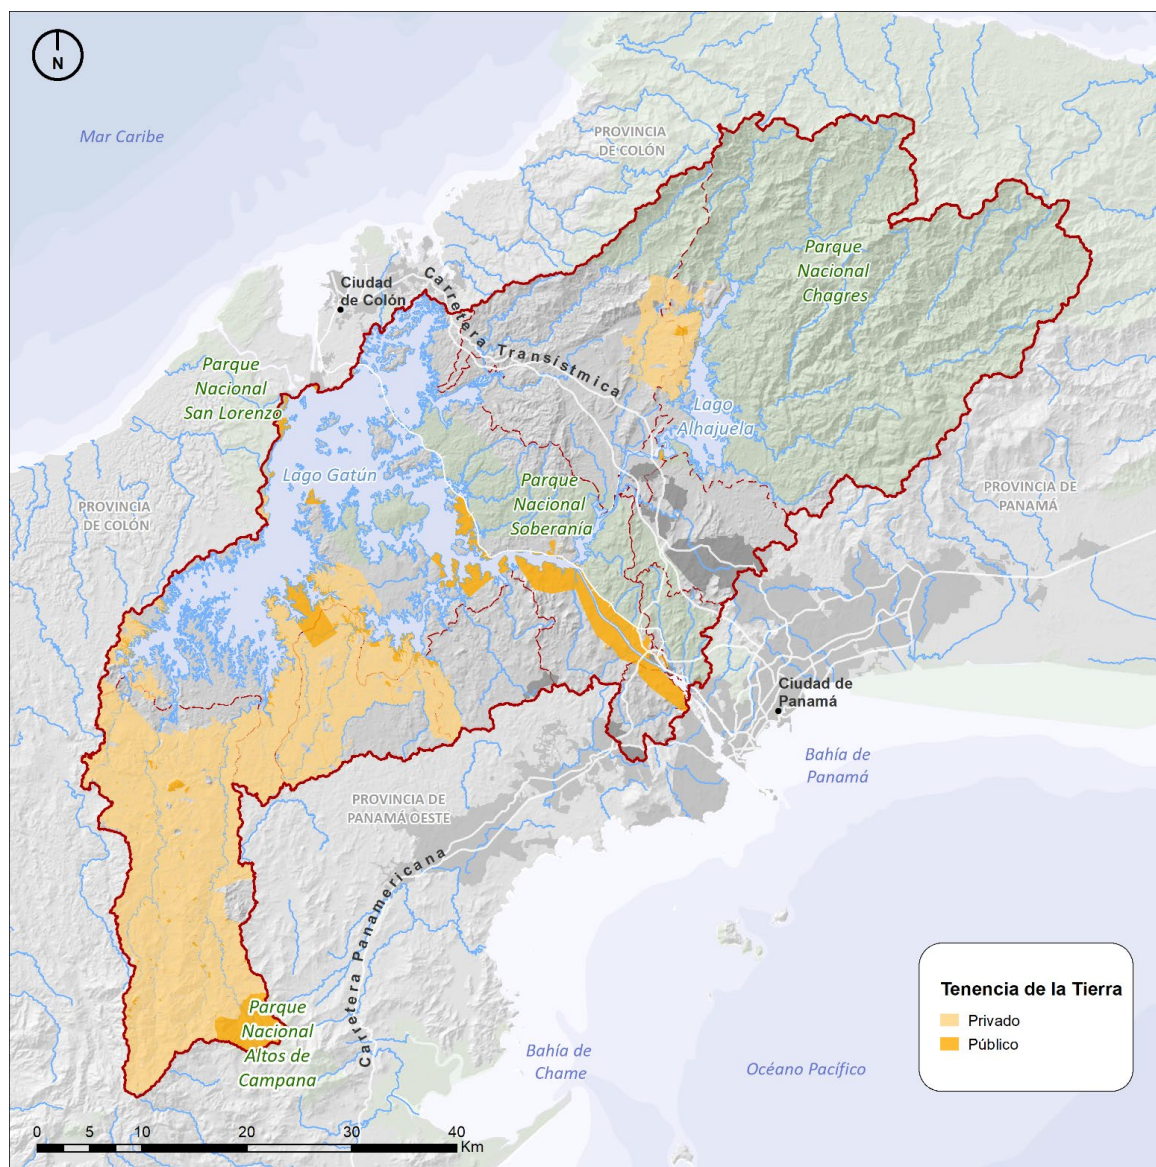 N
Mar Caribe
PROVINCIA
DE COLÓN
Parque
Nacional
Chagres
Ciudad
de Colón
Carretera Transístmica
Parque
Nacional
San Lorenzo
Lago
Alhajuela
Lago Gatún
Parque
Nacional
Soberanía
PROVINCIA
DE COLÓN
PROVINCIA DE
PANAMÁ
Ciudad de
Panamá
Bahía de
Panamá
PROVINCIA DE
PANAMÁ OESTE
Carretera Panamericana
Parque
Nacional
Altos de
Campana
Bahía de
Chame
Océano Pacífico
Tenencia de la Tierra
Privado
Público
0 5 10 20 30 40
Km